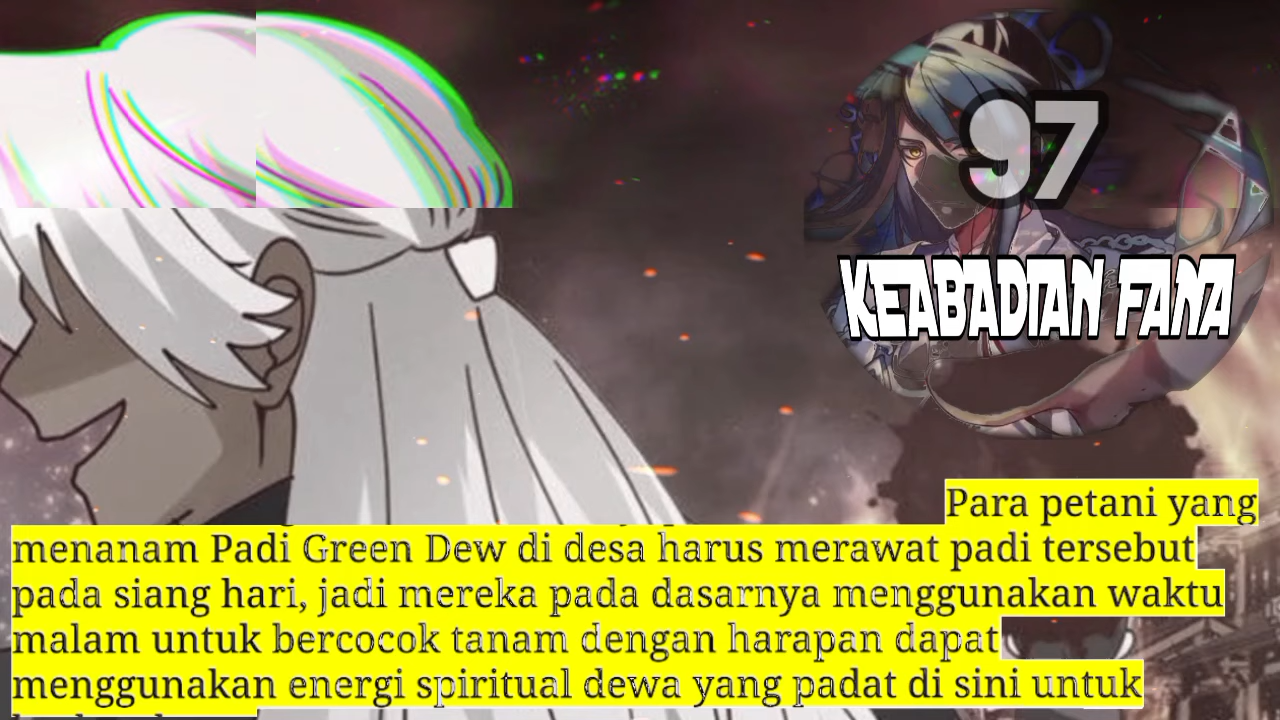 97
KEABADIAN FANA
Para petani yang
menanam Padi Green Dew di desa harus merawat padi tersebut
pada siang hari, jadi mereka pada dasarnya menggunakan waktu
malam untuk bercocok tanam dengan harapan dapat
menggunakan energi spiritual dewa yang padat di sini untuk